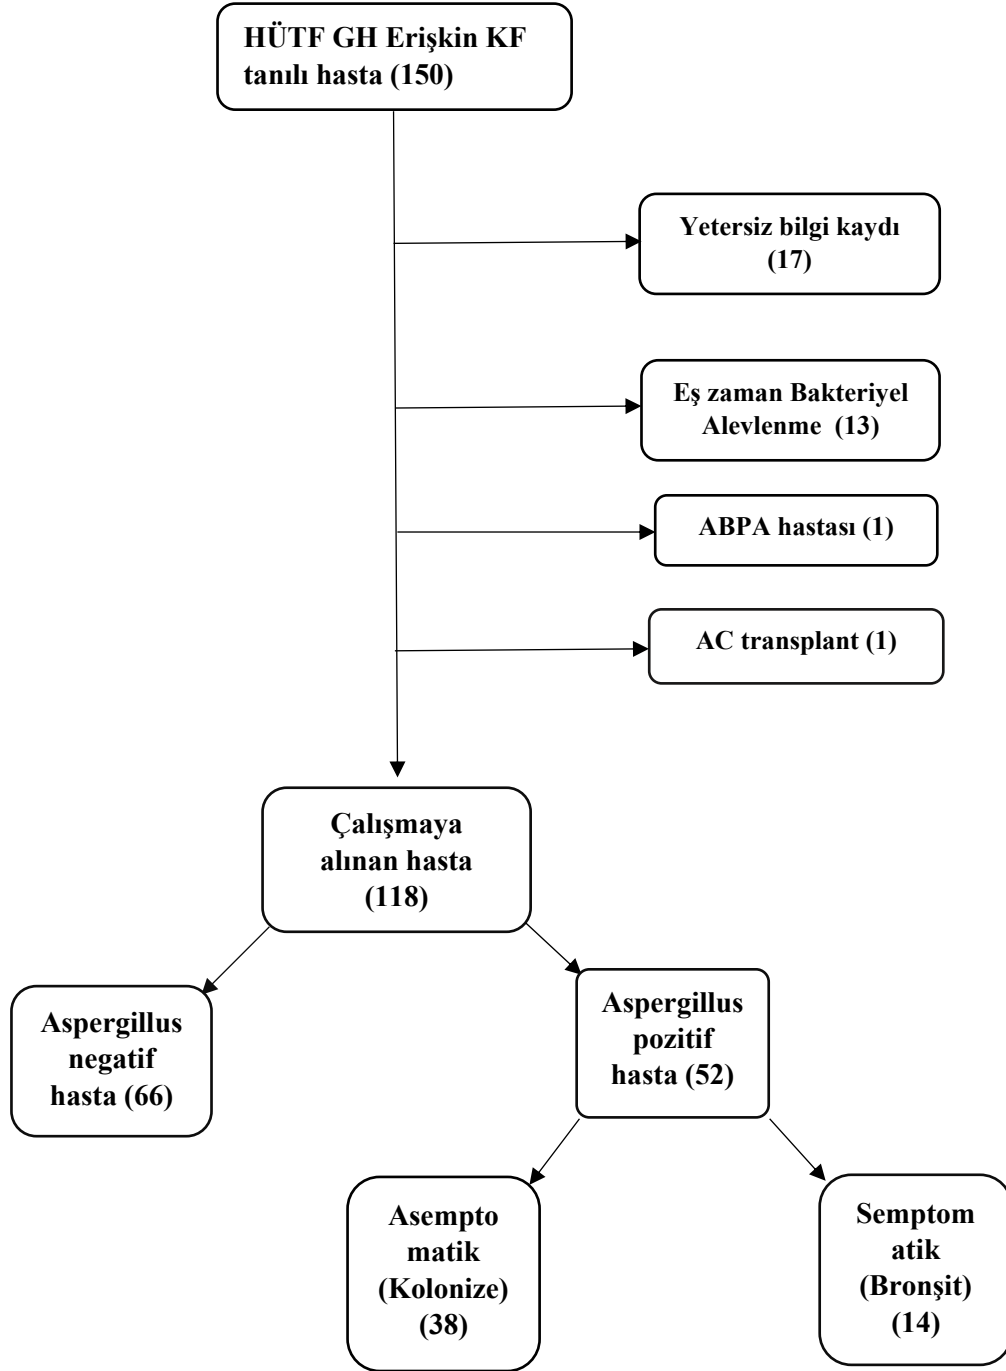 HÜTF GH Erişkin KF
tanılı hasta (150)
Yetersiz bilgi kaydı
(17)
Eş zaman Bakteriyel
Alevlenme (13)
ABPA hastası (1)
AC transplant (1)
Çalışmaya
alınan hasta
(118)
Aspergillus
negatif
hasta (66)
Aspergillus
pozitif
hasta (52)
Asempto
matik
(Kolonize)
(38)
Semptom
atik
(Bronşit)
(14)